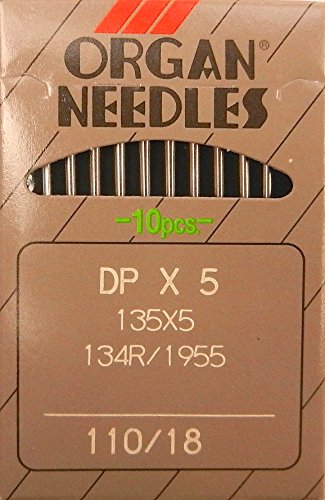 ORGAN®
NEEDLES
-10pcs.-
DP X 5
135X5
134R/1955
110/18